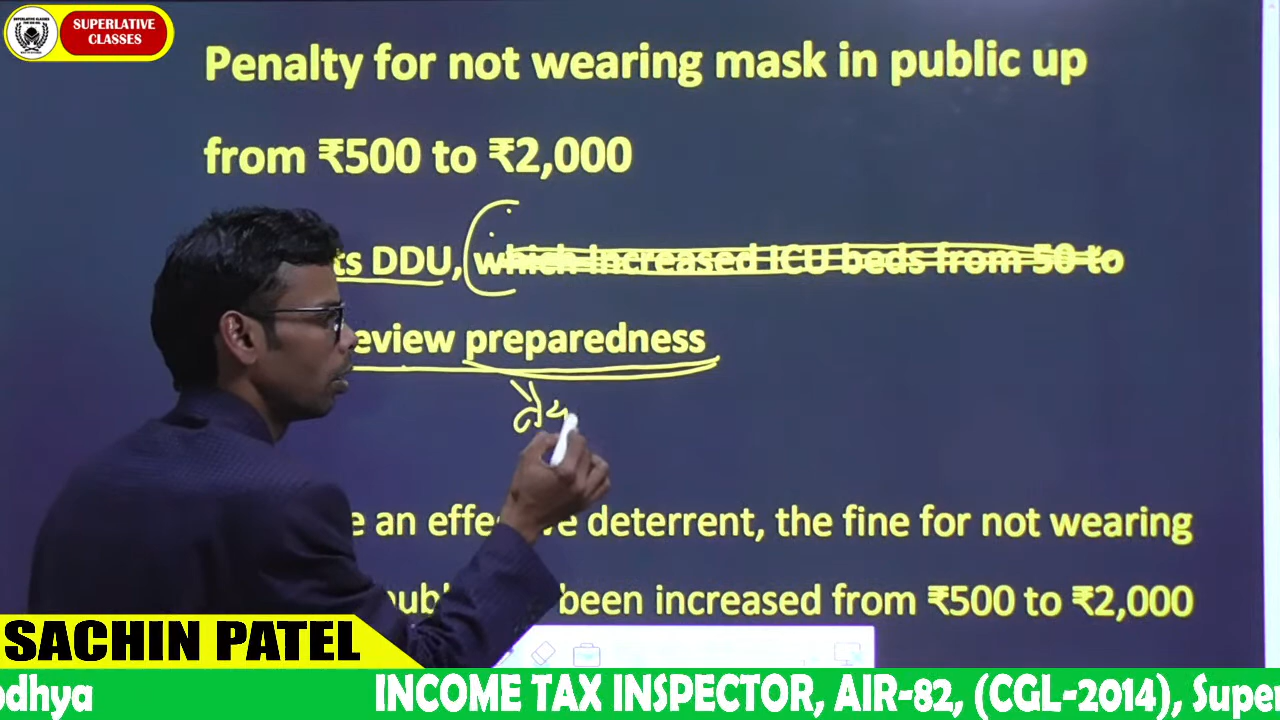 SUPERLATIVE
CLASSES
Penalty for not wearing mask in public up
from ₹500 to ₹2,000
ts DDU, which increased ICU beds from 50 to
eview preparedness
e an effe e deterrent, the fine for not wearing
publ been increased from ₹500 to ₹2,000
SACHIN PATEL
odhya INCOME TAX INSPECTOR, AIR-82, (CGL-2014), Super